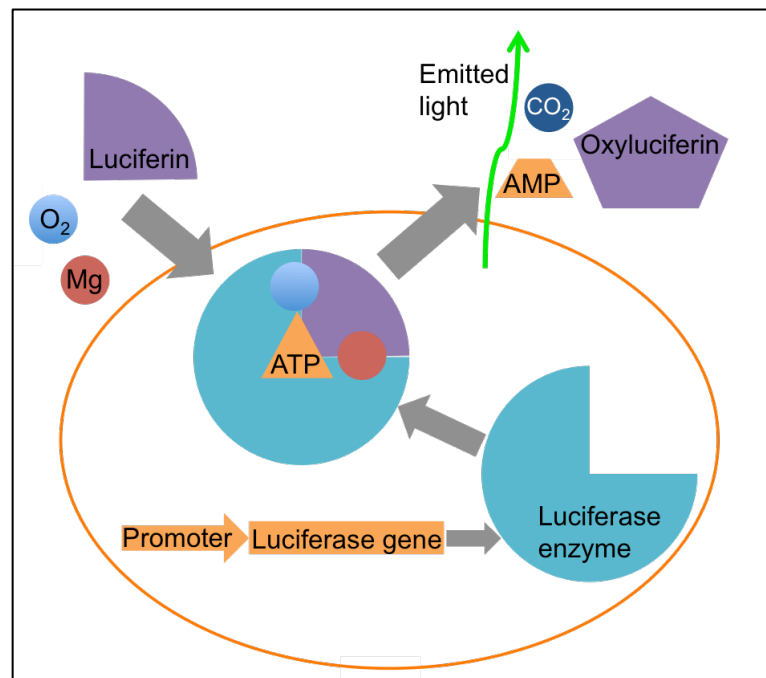 Emitted
light
CO₂
Luciferin
Oxyluciferin
AMP
O₂
Mg
ATP
Luciferase
enzyme
Promoter
Luciferase gene